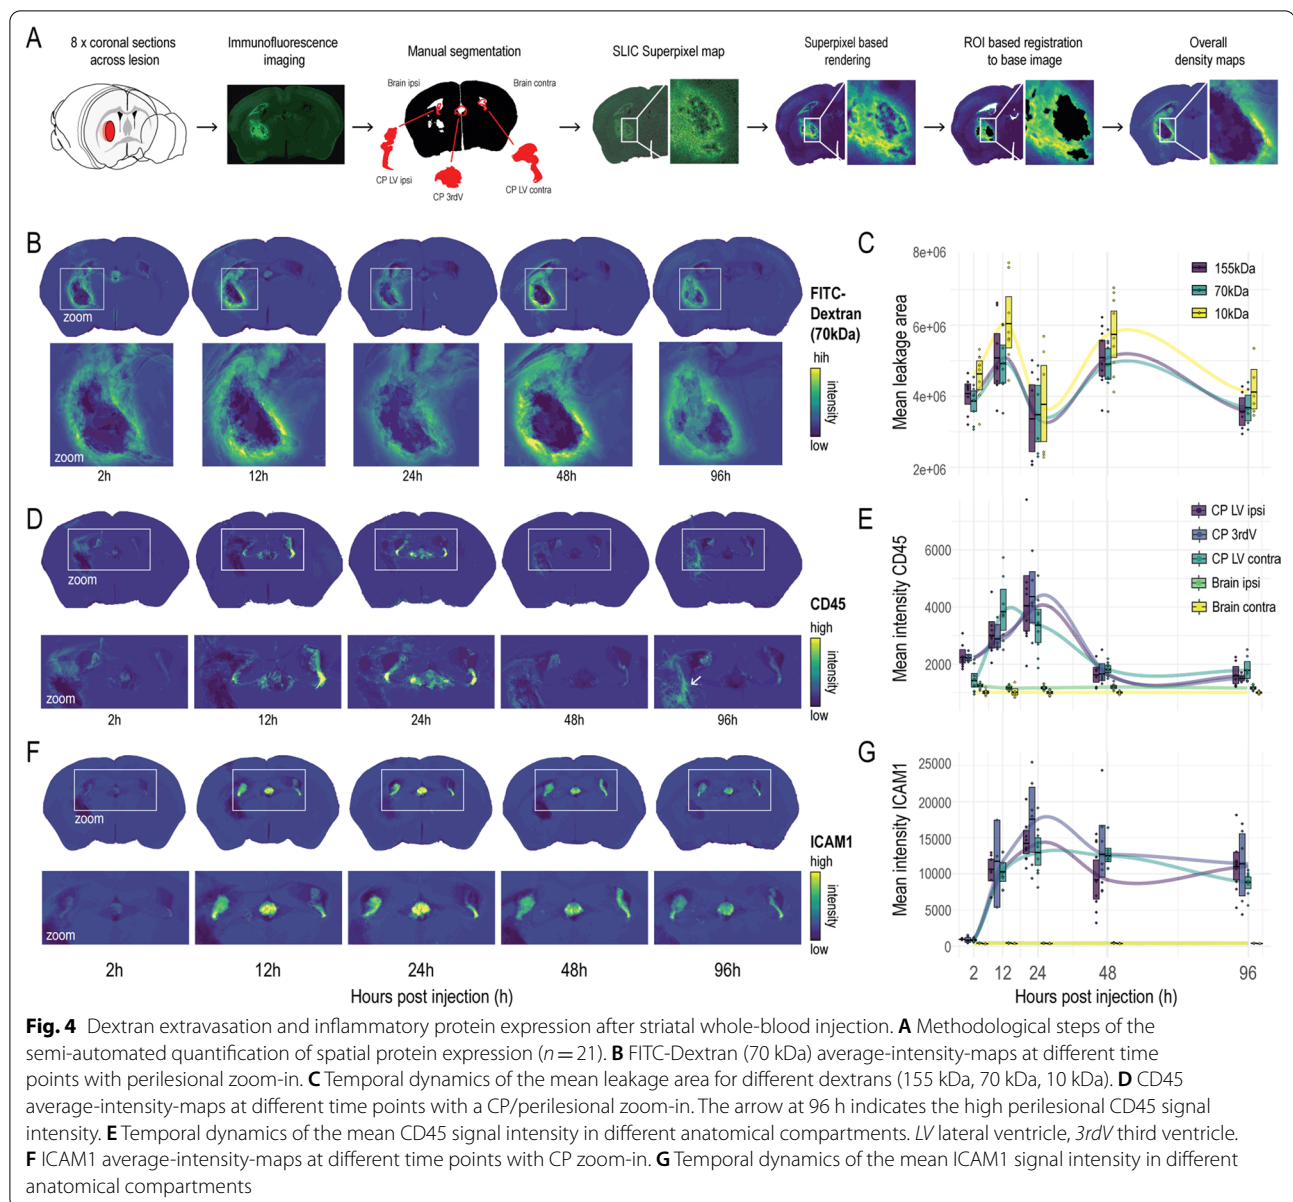 A
8 x coronal sections
across lesion
Immunofluorescence
imaging
Manual segmentation
Brain ipsi
Brain contra
CP LV ipsi
CP 3rdV
CP LV contra
SLIC Superpixel map
Superpixel based
rendering
ROI based registration
to base image
Overall
density maps
B
zoom
zoom
2h
12h
24h
48h
96h
FITC-
Dextran
(70kDa)
hih
intensity
low
C
Mean leakage area
8e+06
6e+06
4e+06
2e+06
155kDa
70kDa
10kDa
D
zoom
zoom
2h
12h
24h
48h
96h
CD45
high
intensity
low
E
Mean intensity CD45
6000
4000
2000
CP LV ipsi
CP 3rdV
CP LV contra
Brain ipsi
Brain contra
F
zoom
zoom
2h
12h
24h
48h
96h
Hours post injection (h)
ICAM1
high
intensity
low
G
Mean intensity ICAM1
25000
20000
15000
10000
5000
0
2 12 24 48 96
Hours post injection (h)
Fig. 4 Dextran extravasation and inflammatory protein expression after striatal whole-blood injection. A Methodological steps of the
semi-automated quantification of spatial protein expression (n = 21). B FITC-Dextran (70 kDa) average-intensity-maps at different time
points with perilesional zoom-in. C Temporal dynamics of the mean leakage area for different dextrans (155 kDa, 70 kDa, 10 kDa). D CD45
average-intensity-maps at different time points with a CP/perilesional zoom-in. The arrow at 96 h indicates the high perilesional CD45 signal
intensity. E Temporal dynamics of the mean CD45 signal intensity in different anatomical compartments. LV lateral ventricle, 3rdV third ventricle.
F ICAM1 average-intensity-maps at different time points with CP zoom-in. G Temporal dynamics of the mean ICAM1 signal intensity in different
anatomical compartments